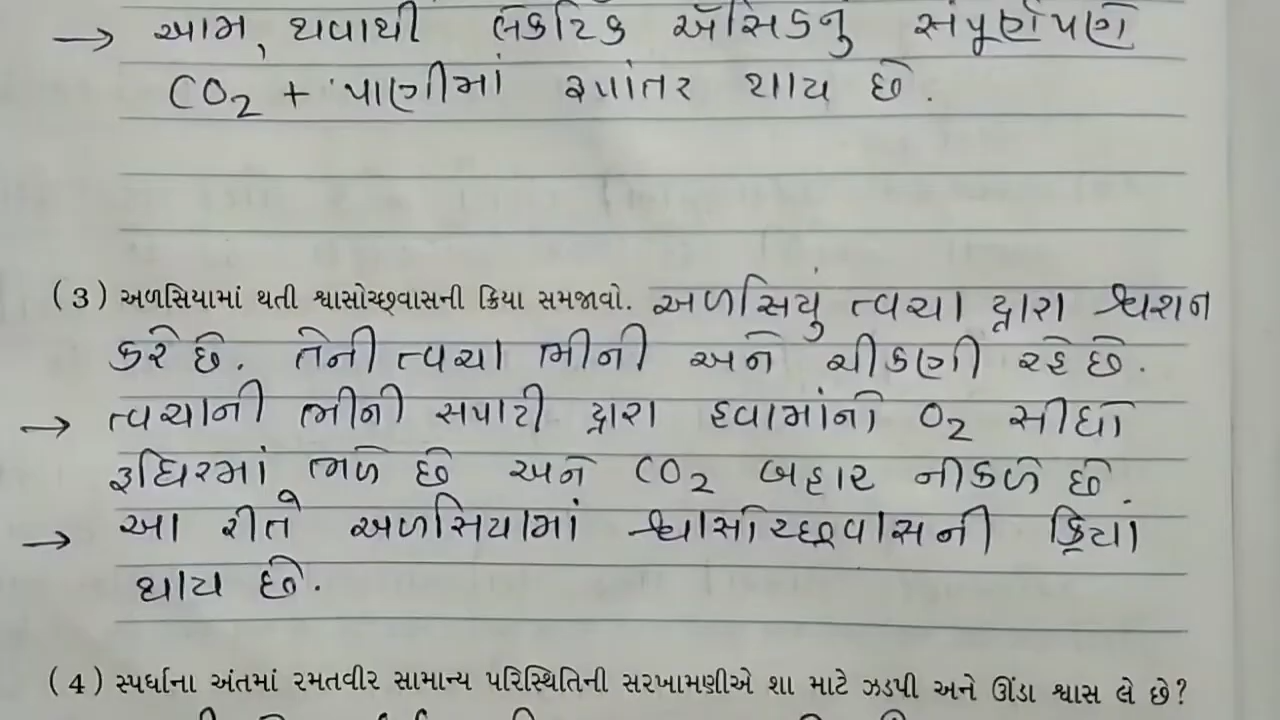 → આમ, થવાથી લેકટિક ઍસિડનું સંપૂર્ણપણે
CO2 + પાણીમાં રૂપાંતર થાય છે.
(3) અળસિયામાં થતી શ્વાસોચ્છ્વાસની ક્રિયા સમજાવો. અળસિયું ત્વચા દ્વારા શ્વશન
કરે છે. તેની ત્વચા ભીની અને ચીકણી રહે છે.
→ ત્વચાની ભીની સપાટી દ્વારા હવામાંનો O2 સીધો
રૂધિરમાં ભળે છે અને CO2 બહાર નીકળે છે.
→ આ રીતે અળસિયામાં શ્વાસોચ્છ્વાસની ક્રિયા
થાય છે.
(4) સ્પર્ધાના અંતમાં રમતવીર સામાન્ય પરિસ્થિતિની સરખામણીએ શા માટે ઝડપી અને ઊંડા શ્વાસ લે છે?